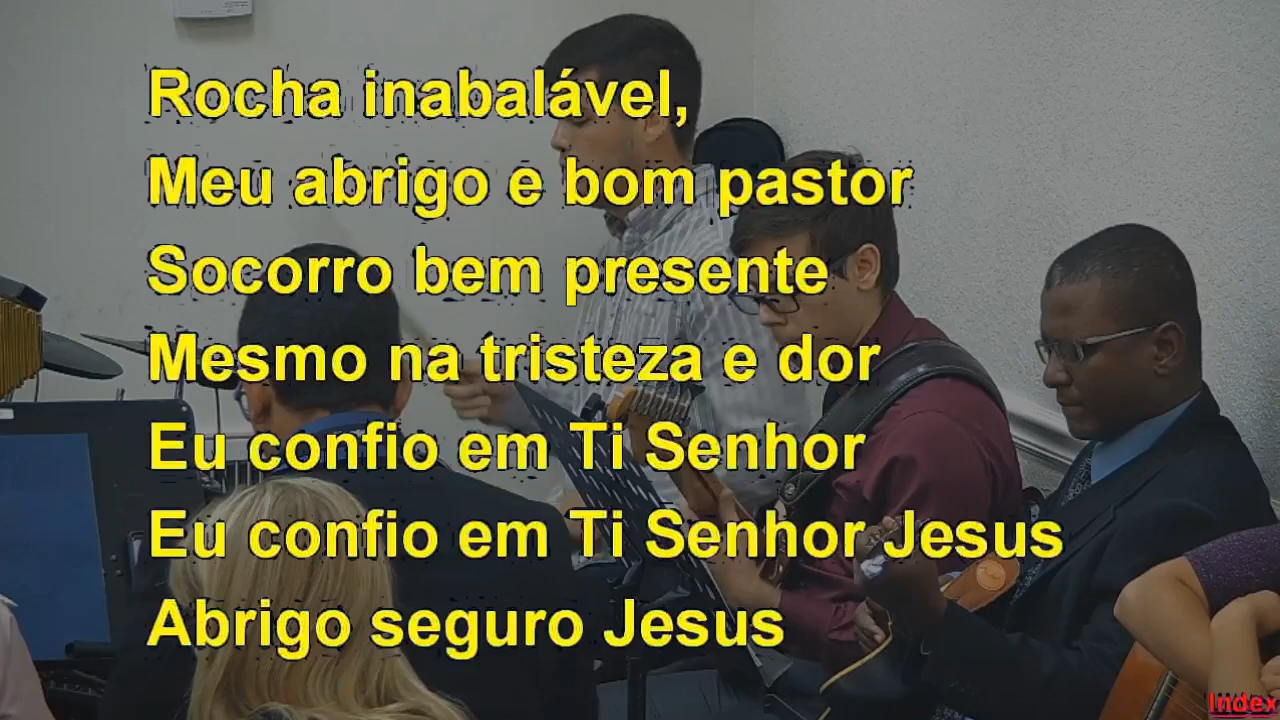 Rocha inabalável,
Meu abrigo e bom pastor
Socorro bem presente
Mesmo na tristeza e dor
Eu confio em Ti Senhor
Eu confio em Ti Senhor Jesus
Abrigo seguro Jesus
Index